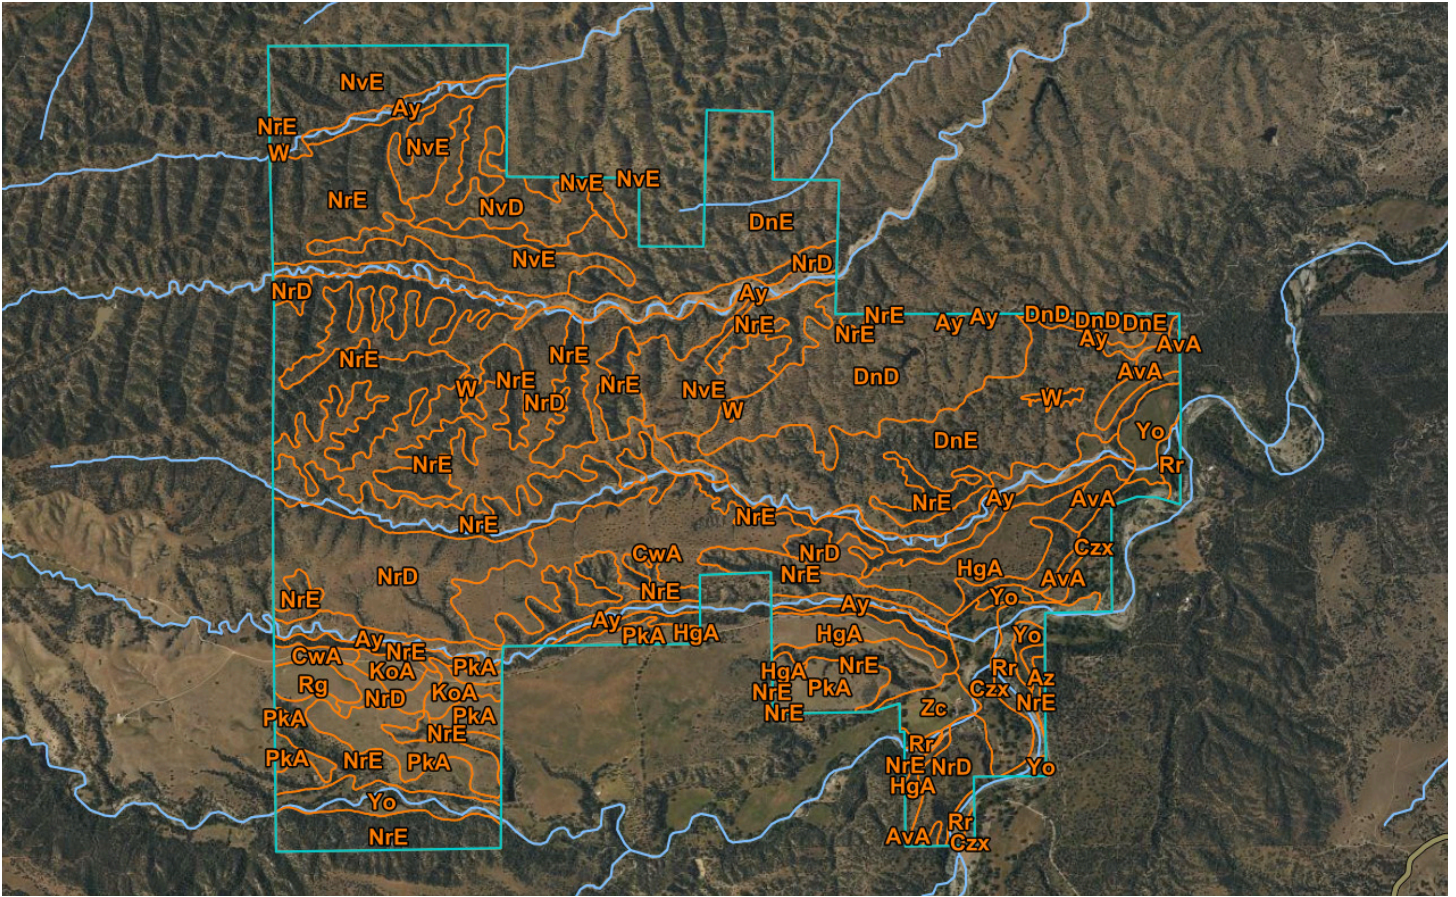 NvE
Ay
NrE
NvE
W
NvE NvE
NrE
NvD
DnE
NvE
NrD
NrD
Ay
NrE
NrE
NrE
Ay Ay
DnD
DnD
DnE
Ay
AvA
NrE
NrE
NrE
NrE
NrD
W
NvE
W
DnD
AvA
W
Yo
DnE
NrE
Rr
NrE
Ay
AvA
NrE
NrE
CwA
NrD
Czx
NrD
NrE
HgA
AvA
NrE
NrE
Yo
Ay
Ay
PkA HgA
HgA
Yo
Ay
NrE
CwA
KoA
PkA
HgA
NrE
Rr
Az
Rg
NrD
KoA
NrE
PkA
Czx
NrE
PkA
PkA
NrE
Zc
NrE
Rr
PkA
NrE
PkA
NrE
NrD
Yo
HgA
Yo
Rr
NrE
AvA
Czx